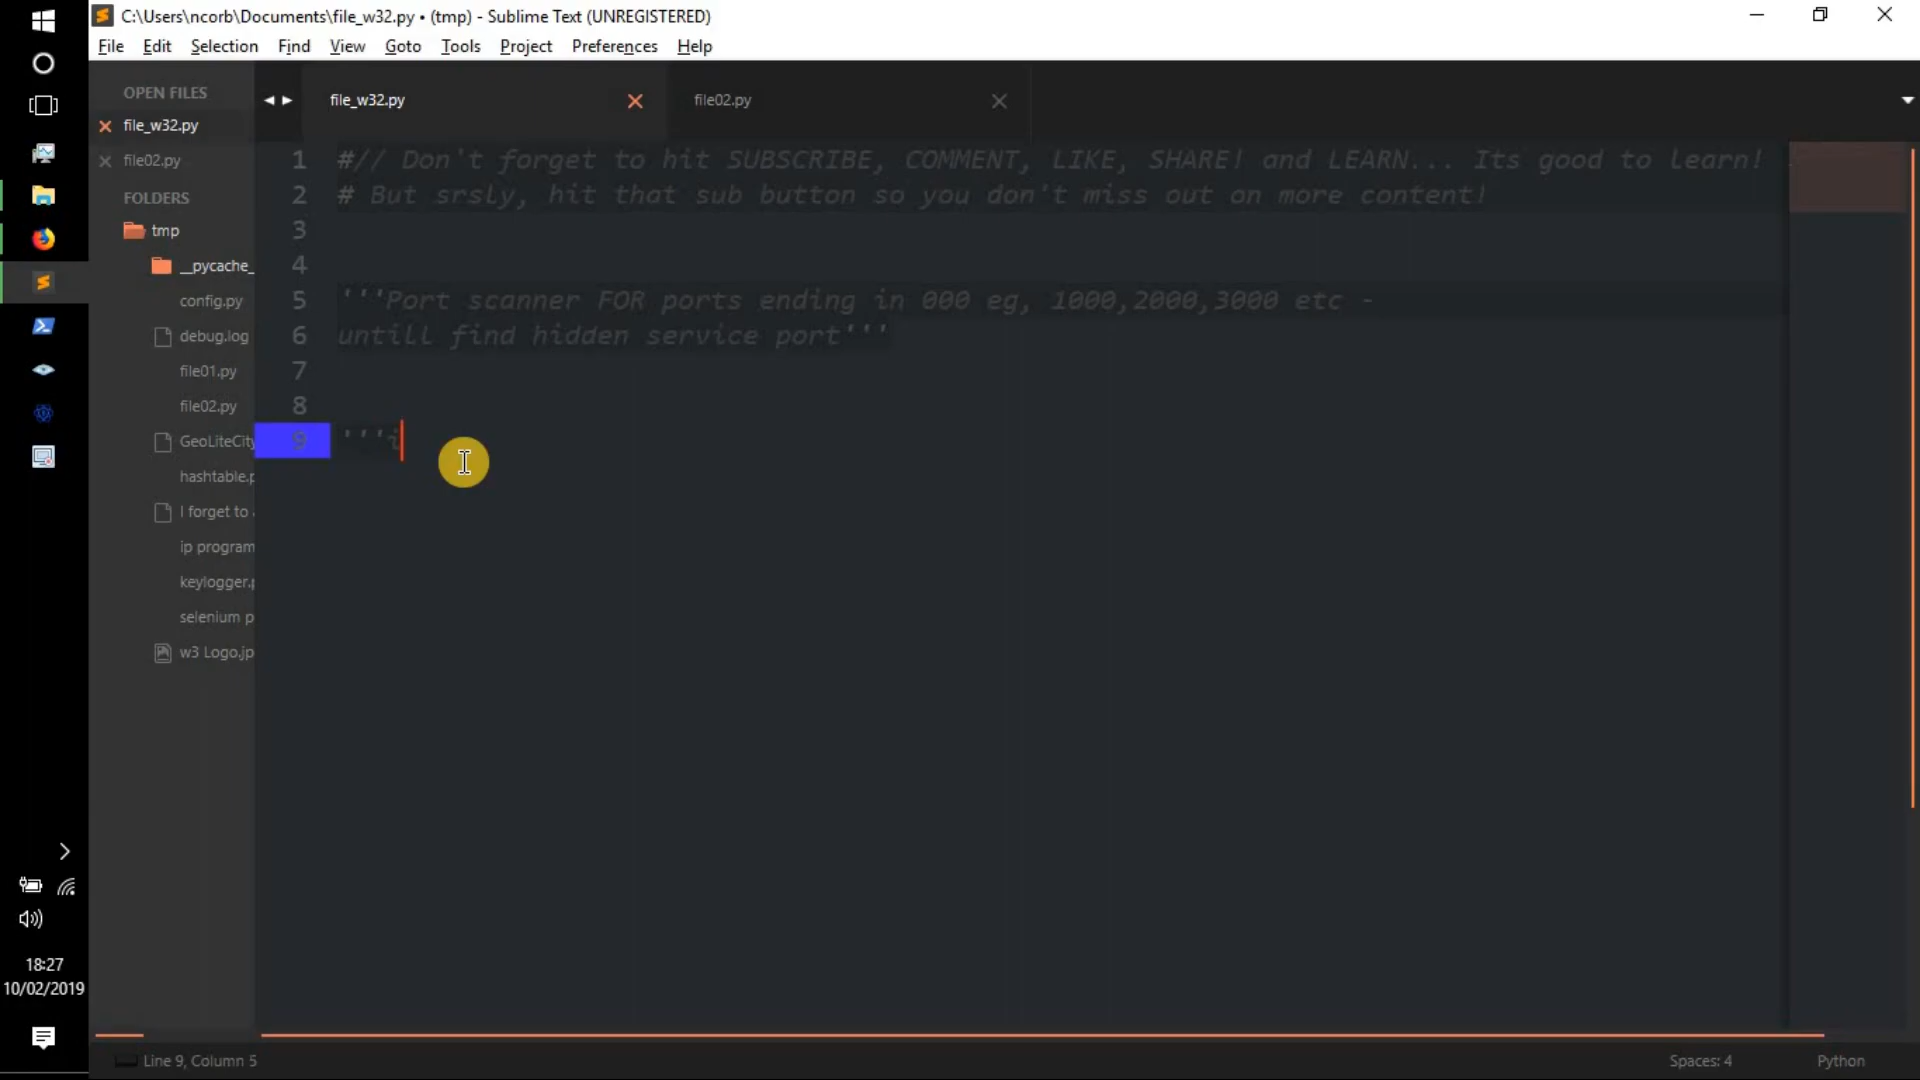 C:\Users\ncorb\Documents\file_w32.py • (tmp) - Sublime Text (UNREGISTERED)
File Edit Selection Find View Goto Tools Project Preferences Help
OPEN FILES
file_w32.py
file02.py
FOLDERS
tmp
__pycache_
config.py
debug.log
file01.py
file02.py
GeoLiteCity
hashtable.p
I forget to
ip program
keylogger.p
selenium p
w3 Logo.jp
file_w32.py file02.py
1 #// Don't forget to hit SUBSCRIBE, COMMENT, LIKE, SHARE! and LEARN... Its good to learn!
2 # But srsly, hit that sub button so you don't miss out on more content!
3
4
5 '''Port scanner FOR ports ending in 000 eg, 1000,2000,3000 etc -
6 untill find hidden service port'''
7
8
9 '''i
18:27
10/02/2019
Line 9, Column 5
Spaces: 4
Python